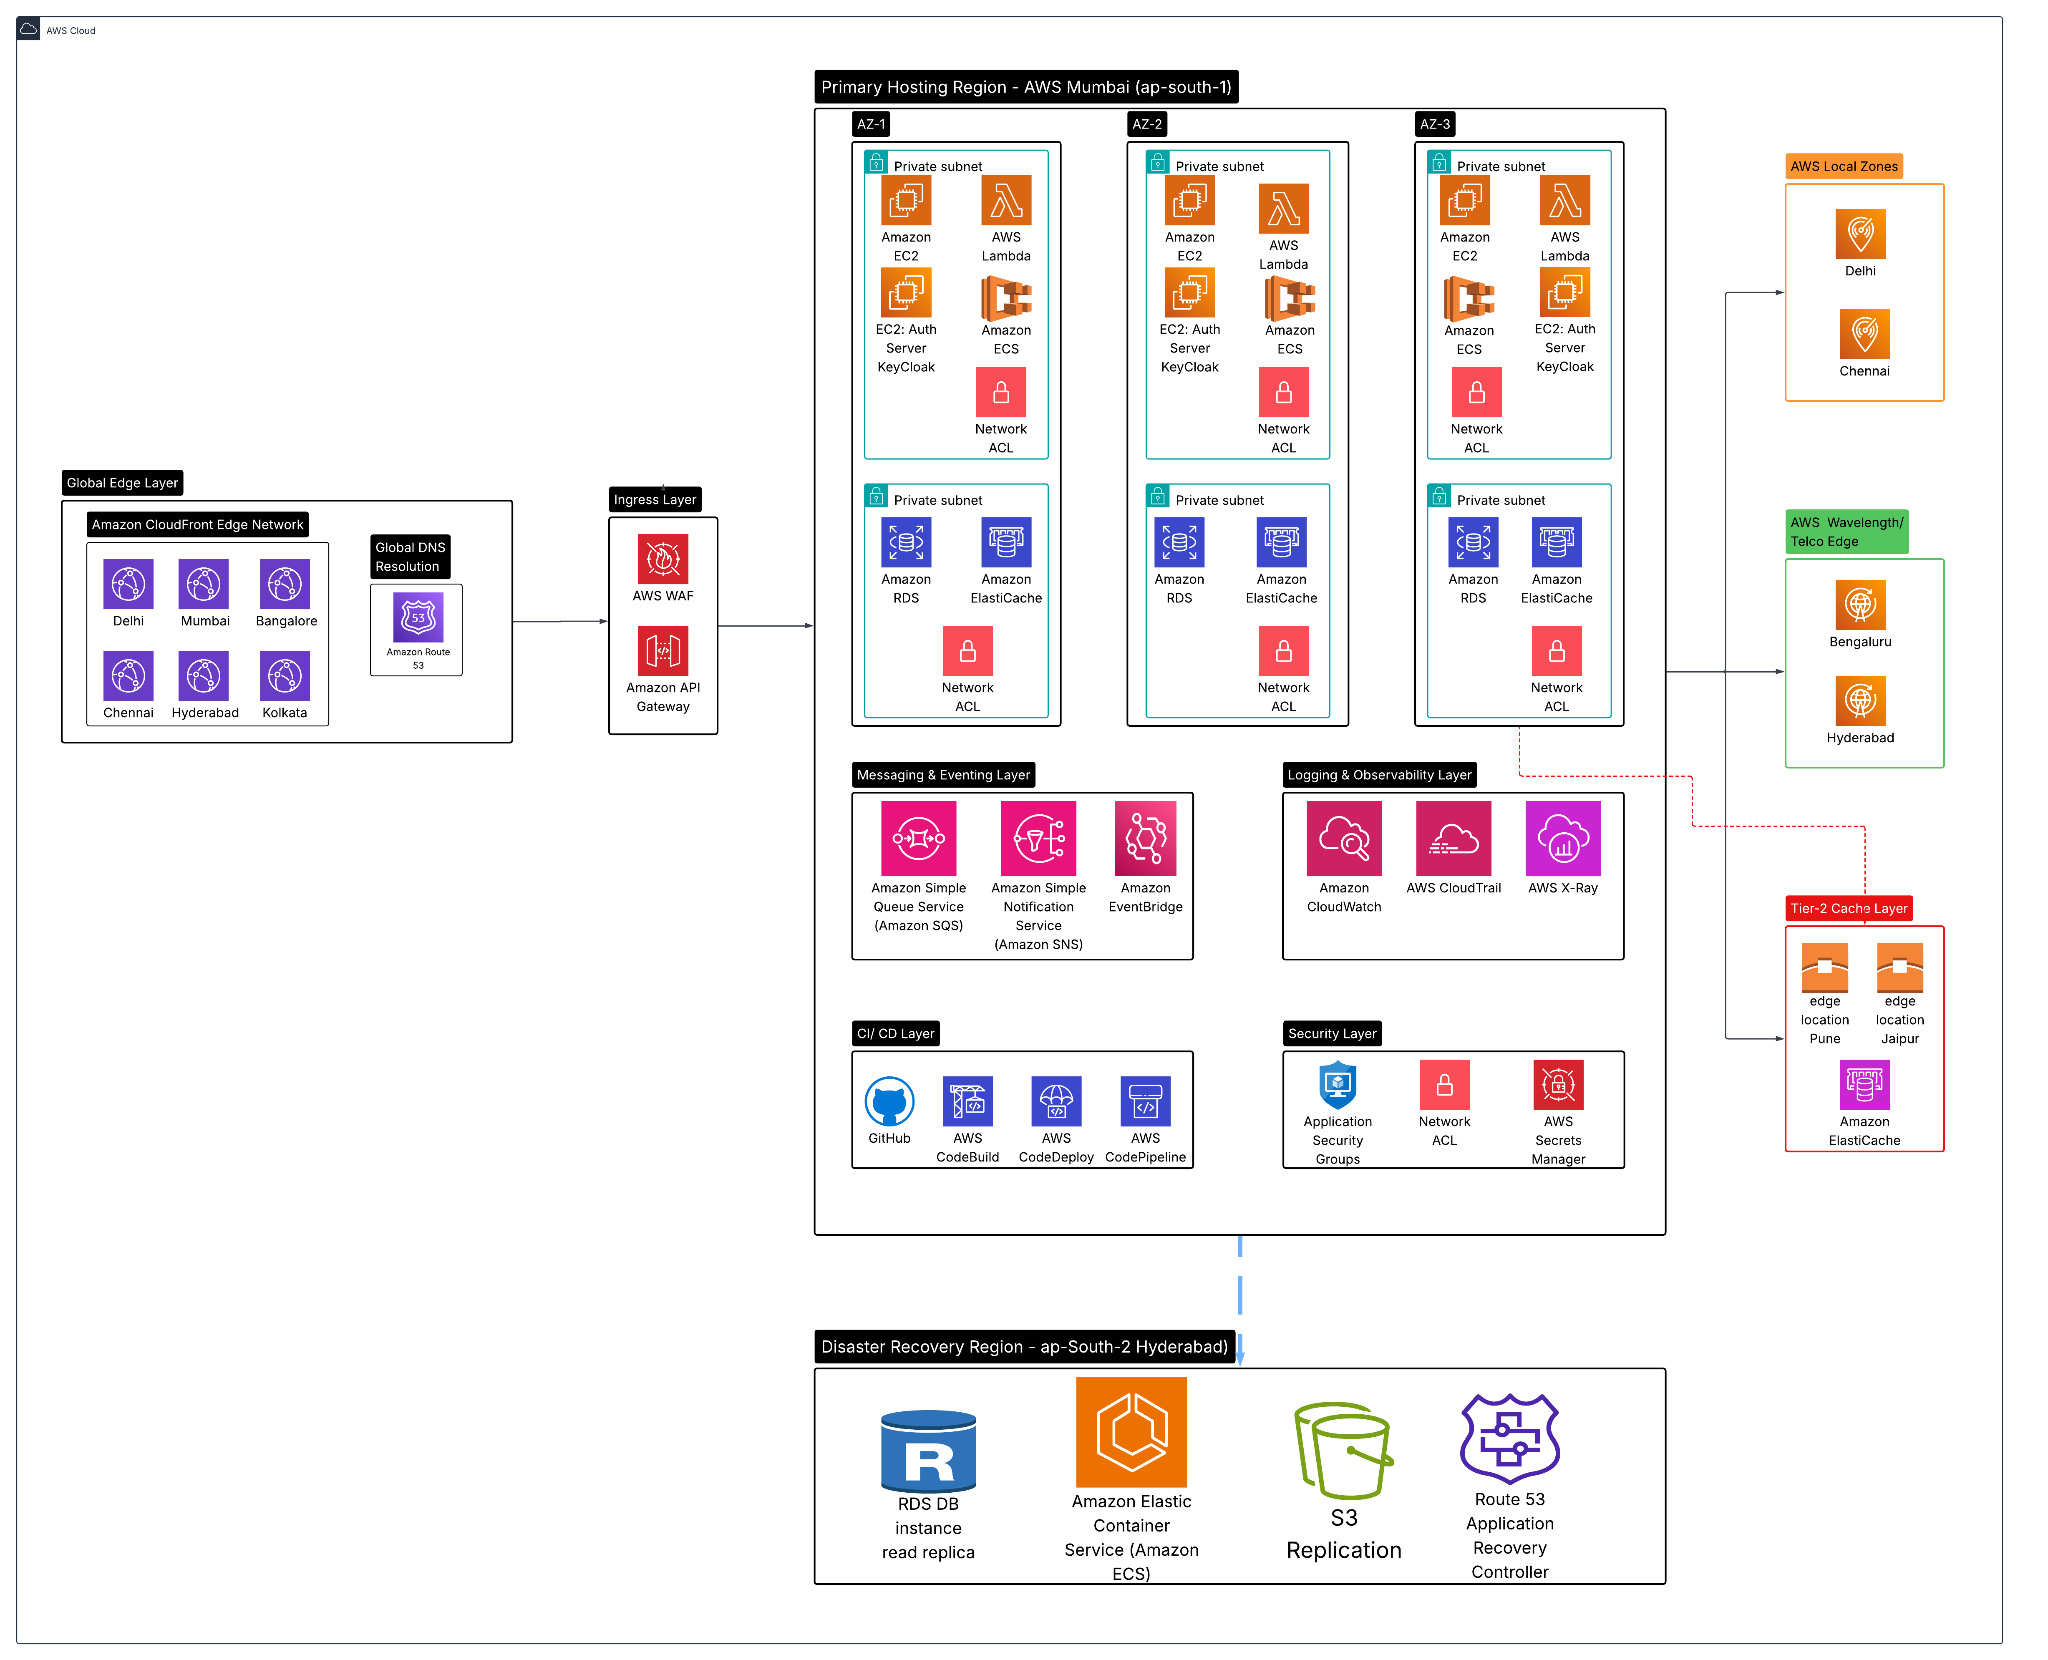 AWS Cloud
Primary Hosting Region - AWS Mumbai (ap-south-1)
AZ-1
Private subnet
Amazon
EC2
AWS
Lambda
EC2: Auth
Server
KeyCloak
Amazon
ECS
Network
ACL
Private subnet
Amazon
RDS
Amazon
ElastiCache
Network
ACL
AZ-2
Private subnet
Amazon
EC2
AWS
Lambda
EC2: Auth
Server
KeyCloak
Amazon
ECS
Network
ACL
Private subnet
Amazon
RDS
Amazon
ElastiCache
Network
ACL
AZ-3
Private subnet
Amazon
EC2
AWS
Lambda
Amazon
ECS
EC2: Auth
Server
KeyCloak
Network
ACL
Private subnet
Amazon
RDS
Amazon
ElastiCache
Network
ACL
Global Edge Layer
Amazon CloudFront Edge Network
Delhi
Mumbai
Bangalore
Chennai
Hyderabad
Kolkata
Global DNS
Resolution
53
Amazon Route
53
Ingress Layer
AWS WAF
Amazon API
Gateway
Messaging & Eventing Layer
Amazon Simple
Queue Service
(Amazon SQS)
Amazon Simple
Notification
Service
(Amazon SNS)
Amazon
EventBridge
Logging & Observability Layer
Amazon
CloudWatch
AWS CloudTrail
AWS X-Ray
CI/ CD Layer
GitHub
AWS
CodeBuild
AWS
CodeDeploy
AWS
CodePipeline
Security Layer
Application
Security
Groups
Network
ACL
AWS
Secrets
Manager
AWS Local Zones
Delhi
Chennai
AWS  Wavelength/
Telco Edge
Bengaluru
Hyderabad
Tier-2 Cache Layer
edge
location
Pune
edge
location
Jaipur
Amazon
ElastiCache
Disaster Recovery Region - ap-South-2 Hyderabad)
R
RDS DB
instance
read replica
Amazon Elastic
Container
Service (Amazon
ECS)
S3
Replication
Route 53
Application
Recovery
Controller